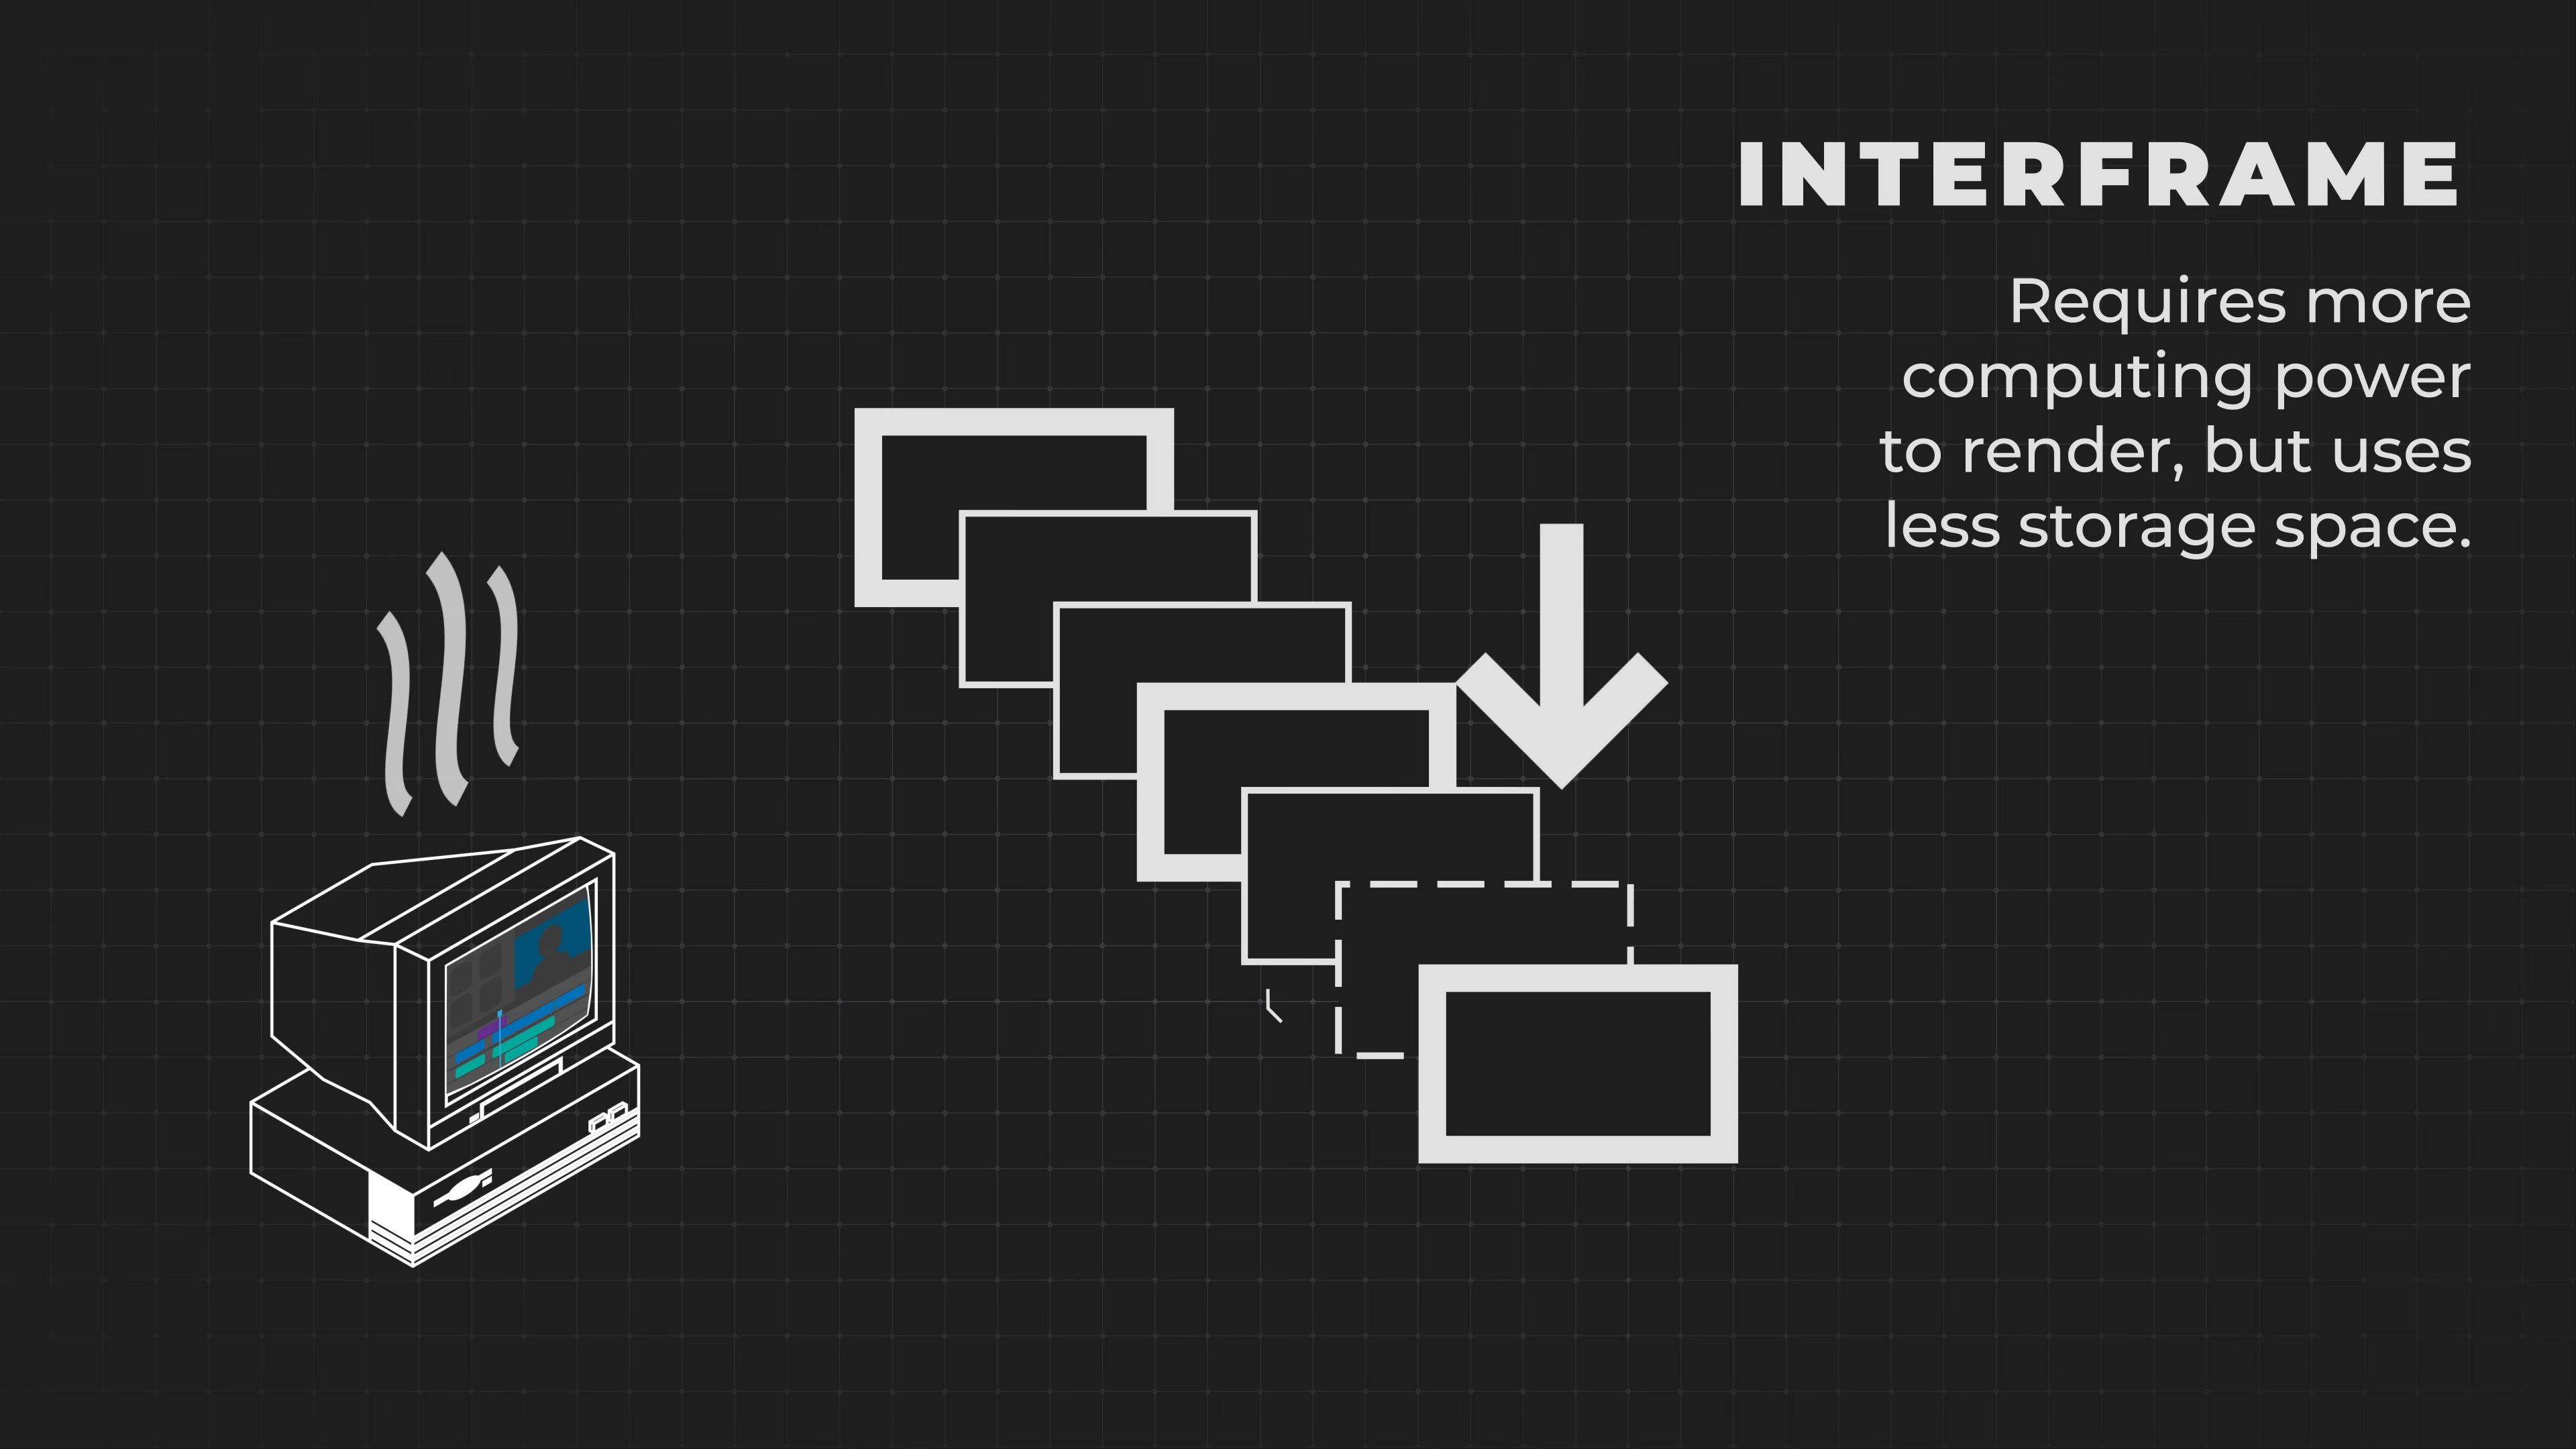 INTERFRAME
Requires more
computing power
to render, but uses
less storage space.